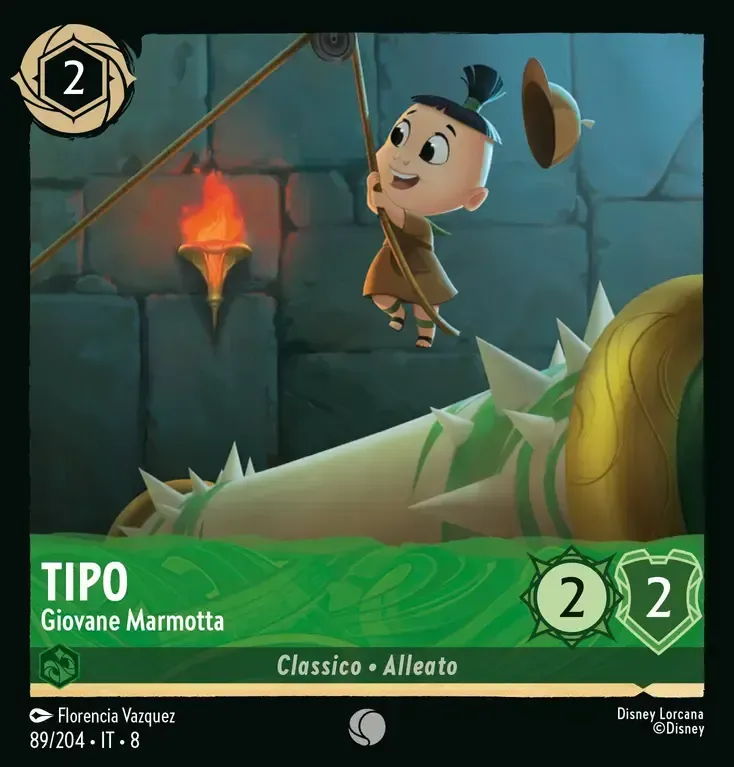 2
TIPO
Giovane Marmotta
2
2
Classico • Alleato
Florencia Vazquez
89/204 • IT • 8
Disney Lorcana
©Disney